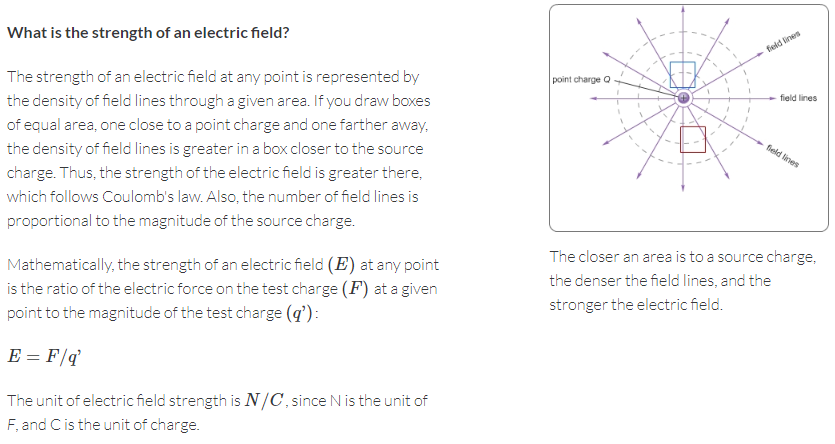 What is the strength of an electric field?
The strength of an electric field at any point is represented by
the density of field lines through a given area. If you draw boxes
of equal area, one close to a point charge and one farther away,
the density of field lines is greater in a box closer to the source
charge. Thus, the strength of the electric field is greater there,
which follows Coulomb's law. Also, the number of field lines is
proportional to the magnitude of the source charge.
Mathematically, the strength of an electric field (E) at any point
is the ratio of the electric force on the test charge (F) at a given
point to the magnitude of the test charge (q’):
E = F/q’
The unit of electric field strength is N/C, since N is the unit of
F, and C is the unit of charge.
field lines
point charge Q
+
field lines
field lines
The closer an area is to a source charge,
the denser the field lines, and the
stronger the electric field.